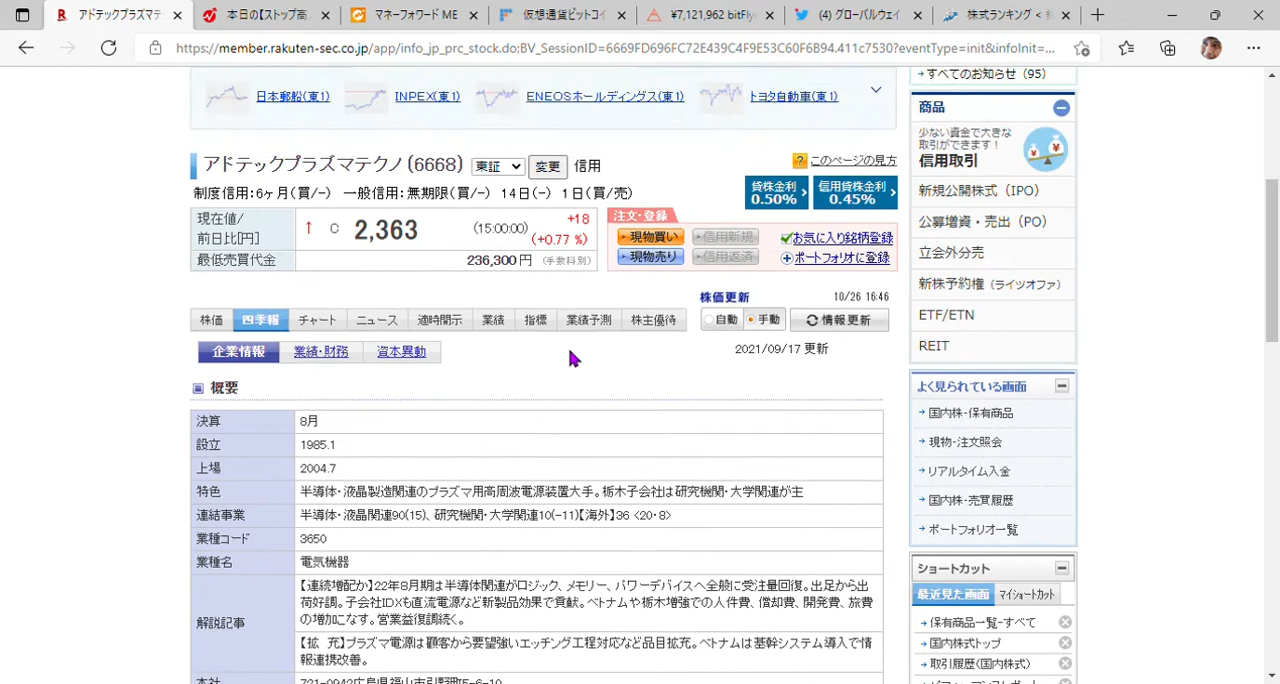 アドテックプラズマテ
本日の【ストップ高
マネーフォワード ME
仮想通貨ビットコイ
¥7,121,962 bitFly
(4) グローバルウェイ
株式ランキング <
https://member.rakuten-sec.co.jp/app/info_jp_prc_stock.do:BV_SessionID=6669FD696FC72E439C4F9E53C60F6B94.411c7530?eventType=init&infoInit=...
日本郵船(東1)
INPEX(東1)
ENEOSホールディングス(東1)
トヨタ自動車(東1)
アドテックプラズマテクノ (6668)
東証
変更
信用
制度信用:6ヶ月(買/-) 一般信用:無期限(買/-) 14日(-) 1日(買/売)
?
このページの見方
貸株金利
0.50%
信用貸株金利
0.45%
現在値/
前日比[円]
↑ C 2,363 (15:00:00)
+18
(+0.77 %)
最低売買代金
236,300 円 (手数料別)
注文・登録
現物買い
信用新規
お気に入り銘柄登録
現物売り
信用返済
ポートフォリオに登録
株価更新
10/26 16:46
株価
四季報
チャート
ニュース
適時開示
業績
指標
業績予測
株主優待
自動
手動
情報更新
企業情報
業績・財務
資本異動
2021/09/17 更新
概要
決算 8月
設立 1985.1
上場 2004.7
特色 半導体・液晶製造関連のプラズマ用高周波電源装置大手。栃木子会社は研究機関・大学関連が主
連結事業 半導体・液晶関連90(15)、研究機関・大学関連10(-11)【海外】36 <20・8>
業種コード 3650
業種名 電気機器
解説記事
【連続増配か】22年8月期は半導体関連がロジック、メモリー、パワーデバイスへ全般に受注量回復。出足から出
荷好調。子会社IDXも直流電源など新製品効果で貢献。ベトナムや栃木増強での人件費、償却費、開発費、旅費
の増加こなす。営業益復調続く。
【拡 充】プラズマ電源は顧客から要望強いエッチング工程対応など品目拡充。ベトナムは基幹システム導入で情
報連携改善。
本社 721-0942広島県福山市引野町5-6-10
すべてのお知らせ (95)
商品
少ない資金で大きな
取引ができます!
信用取引
新規公開株式 (IPO)
公募増資・売出 (PO)
立会外分売
新株予約権 (ライツオファ)
ETF/ETN
REIT
よく見られている画面
国内株-保有商品
現物-注文照会
リアルタイム入金
国内株-売買履歴
ポートフォリオ一覧
ショートカット
最近見た画面
マイショートカット
保有商品一覧-すべて
国内株式トップ
取引履歴(国内株式)